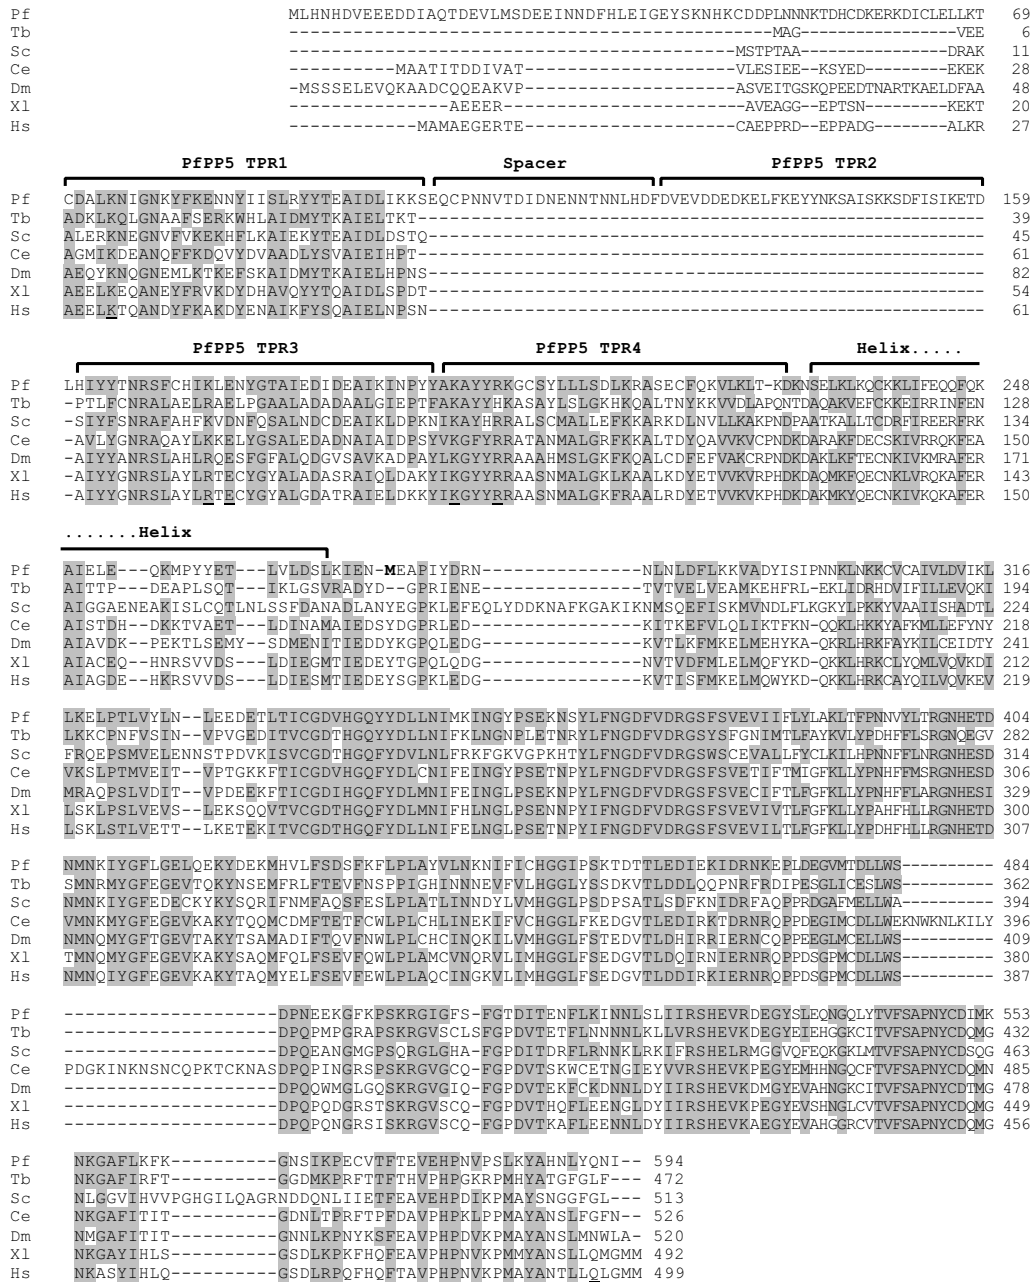 Pf MLHNHDVEEEDDIAQTDEVLMSDEEINNDFHLEIGEYSKNHKCDDPLNNNKTDHCDKERKDICLELLKT 69
Tb ------------------------------------------------MAG----------------VEE 6
Sc ---------------------------------------------MSTPTAA--------------DRAK 11
Ce -----------MAATITDDIVAT----------------------VLESIEE--KSYED-------EKEK 28
Dm -MSSSELEVQKAADCQQEAKVP-----------------------ASVEITGSKQPEEDTNARTKAELDFAA 48
Xl ----------------AEEER------------------------AVEAGG--EPTSN--------KEKT 20
Hs -------------MAMAEGERTE----------------------CAEPPRD--EPPADG-------ALKR 27
PfPP5 TPR1 Spacer PfPP5 TPR2
Pf CDALKNIGNKYFKENNYIISLRYYTEAIDLIKKSEQCPNNVTDIDNENNTNNLHDFDVEVDDEDKELFKEYYNKSAISKKSDFISIKETD 159
Tb ADKLKQLGNAAFSERKWHLAIDMYTKAIELTKT--------------------------------------------------------- 39
Sc ALERKNEGNVFVKEKHFLKAIEKYTEAIDLDSTQ-------------------------------------------------------- 45
Ce AGMIKDEANQFFKDQVYDVAADLYSVAIEIHPT--------------------------------------------------------- 61
Dm AEQYKNQGNEMLKTKEFSKAIDMYTKAIELHPNS-------------------------------------------------------- 82
Xl AEELKEQANEYFRVKDYDHAVQYYTQAIDLSPDT-------------------------------------------------------- 54
Hs AEELKTQANDYFKAKDYENAIKFYSQAIELNPSN-------------------------------------------------------- 61
PfPP5 TPR3 PfPP5 TPR4 Helix.....
Pf LHIYYTNRSFCHIKLENYGTAIEDIDEAIKINPYYAKAYYRKGCSYLLLSDLKRASECFQKVLKLT-KDKNSELKLKQCKKLIFEQQFQK 248
Tb -PTLFCNRALAELRAELPGAALADADAALGIEPTFAKAYYHKASAYLSLGKHKQALTNYKKVVDLAPQNTDAQAKVEFCKKEIRRINFEN 128
Sc -SIYFSNRAFAHFKVDNFQSALNDCDEAIKLDPKNIKAYHRRALSCMALLEFKKARKDLNVLLKAKPNDPAATKALLTCDRFIREERFRK 134
Ce -AVLYGNRAQAYLKKELYGSALEDADNAIAIDPSYVKGFYRRATANMALGRFKKALTDYQAVVKVCPNDKDARAKFDECSKIVRRQKFEA 150
Dm -AIYYANRSLAHLRQESFGFALQDGVSAVKADPAYLKGYYRRAAAHMSLGKFKQALCDFEFVAKCRPNDKDAKLKFTECNKIVKMRAFER 171
Xl -AIYYGNRSLAYLRTECYGYALADASRAIQLDAKYIKGYYRRAASNMALGKLKAALKDYETVVKVRPHDKDAQMKFQECNKLVRQKAFER 143
Hs -AIYYGNRSLAYLRTECYGYALGDATRAIELDKKYIKGYYRRAASNMALGKFRAALRDYETVVKVKPHDKDAKMKYQECNKIVKQKAFER 150
.......Helix
Pf AIELE---QKMPYYET---LVLDSLKIEN-MEAPIYDRN-------------NLNLDFLKKVADYISIPNNKLNKKCVCAIVLDVIKL 316
Tb AITTP---DEAPLSQT---IKLGSVRADYD--GPRIENE-------------TVTVELVEAMKEHFRL-EKLIDRHDVIFILLEVQKI 194
Sc AIGGAENEAKISLCQTLNLSSFDANADLANYEGPKLEFEQLYDDKNAFKGAKIKNMSQEFISKMVNDLFLKGKYLPKKYVAAIISHADTL 224
Ce AISTDH--DKKTVAET---LDINAMAIEDSYDGPRLED--------------KITKEFVLQLIKTFKN-QQKLHKKYAFKMLLEFYNY 218
Dm AIAVDK--PEKTLSEMY--SDMENITIEDDYKGPQLEDG-------------KVTLKFMKELMEHYKA-QKRLHRKFAYKILCEIDTY 241
Xl AIACEQ--HNRSVVDS---LDIEGMTIEDEYTGPQLQDG-------------NVTVDFMLELMQFYKD-QKKLHRKCLYQMLVQVKDI 212
Hs AIAGDE--HKRSVVDS---LDIESMTIEDEYSGPKLEDG-------------KVTISFMKELMQWYKD-QKKLHRKCAYQILVQVKEV 219
Pf LKELPTLVYLN--LEEDETLTICGDVHGQYYDLLNIMKINGYPSEKNSYLFNGDFVDRGSFSVEVIIFLYLAKLTFPNNVYLTRGNHETD 404
Tb LKKCPNFVSIN--VPVGEDITVCGDTHGQYYDLLNIFKLNGNPLETNRYLFNGDFVDRGSYSFGNIMTLFAYKVLYPDHFFLSRGNQEGV 282
Sc FRQEPSMVELENNSTPDVKISVCGDTHGQFYDVLNLFRKFGKVGPKHTYLFNGDFVDRGSWSCEVALLFYCLKILHPNNFFLNRGNHESD 314
Ce VKSLPTMVEIT--VPTGKKFTICGDVHGQFYDLCNIFEINGYPSETNPYLFNGDFVDRGSFSVETIFTMIGFKLLYPNHFFMSRGNHESD 306
Dm MRAQPSLVDIT--VPDEEKFTICGDIHGQFYDLMNIFEINGLPSEKNPYLFNGDFVDRGSFSVECIFTLFGFKLLYPNHFFLARGNHESI 329
Xl LSKLPSLVEVS--LEKSQQVTVCGDTHGQFYDLMNIFHLNGLPSENNPYIFNGDFVDRGSFSVEVIVTLFGFKLLYPAHFHLLRGNHETD 300
Hs LSKLSTLVETT--LKETEKITVCGDTHGQFYDLLNIFELNGLPSETNPYIFNGDFVDRGSFSVEVILTLFGFKLLYPDHFHLLRGNHETD 307
Pf NMNKIYGFLGELQEKYDEKMHVLFSDSFKFLPLAYVLNKNIFICHGGIPSKTDTTLEDIEKIDRNKEPLDEGVMTDLLWS---------- 484
Tb SMNRMYGFEGEVTQKYNSEMFRLFTEVFNSPPIGHINNNEVFVLHGGLYSSDKVTLDDLQQPNRFRDIPESGLICESLWS---------- 362
Sc NMNKIYGFEDECKYKYSQRIFNMFAQSFESLPLATLINNDYLVMHGGLPSDPSATLSDFKNIDRFAQPPRDGAFMELLWA---------- 394
Ce VMNKMYGFEGEVKAKYTQQMCDMFTETFCWLPLCHLINEKIFVCHGGLFKEDGVTLEDIRKTDRNRQPPDEGIMCDLLWEKNWKNLKILY 396
Dm NMNQMYGFTGEVTAKYTSAMADIFTQVFNWLPLCHCINQKILVMHGGLFSTEDVTLDHIRRIERNCQPPEEGLMCELLWS---------- 409
Xl TMNQMYGFEGEVKAKYSAQMFQLFSEVFQWLPLAMCVNQRVLIMHGGLFSEDGVTLDQIRNIERNRQPPDSGPMCDLLWS---------- 380
Hs NMNQIYGFEGEVKAKYTAQMYELFSEVFEWLPLAQCINGKVLIMHGGLFSEDGVTLDDIRKIERNRQPPDSGPMCDLLWS---------- 387
Pf --------------------DPNEEKGFKPSKRGIGFS-FGTDITENFLKINNLSLIIRSHEVRDEGYSLEQNGQLYTVFSAPNYCDIMK 553
Tb --------------------DPQPMPGRAPSKRGVSCLSFGPDVTETFLNNNNLKLLVRSHEVKDEGYEIEHGGKCITVFSAPNYCDQMG 432
Sc --------------------DPQEANGMGPSQRGLGHA-FGPDITDRFLRNNKLRKIFRSHELRMGGVQFEQKGKLMTVFSAPNYCDSQG 463
Ce PDGKINKNSNCQPKTCKNASDPQPINGRSPSKRGVGCQ-FGPDVTSKWCETNGIEYVVRSHEVKPEGYEMHHNGQCFTVFSAPNYCDQMN 485
Dm --------------------DPQQWMGLGQSKRGVGIQ-FGPDVTEKFCKDNNLDYIIRSHEVKDMGYEVAHNGKCITVFSAPNYCDTMG 478
Xl --------------------DPQPQDGRSTSKRGVSCQ-FGPDVTHQFLEENGLDYIIRSHEVKPEGYEVSHNGLCVTVFSAPNYCDQMG 449
Hs --------------------DPQPQNGRSISKRGVSCQ-FGPDVTKAFLEENNLDYIIRSHEVKAEGYEVAHGGRCVTVFSAPNYCDQMG 456
Pf NKGAFLKFK----------GNSIKPECVTFTEVEHPNVPSLKYAHNLYQNI-- 594
Tb NKGAFIRFT----------GGDMKPRFTTFTHVPHPGKRPMHYATGFGLF--- 472
Sc NLGGVIHVVPGHGILQAGRNDDQNLIIETFEAVEHPDIKPMAYSNGGFGL--- 513
Ce NKGAFITIT----------GDNLTPRFTPFDAVPHPKLPPMAYANSLFGFN-- 526
Dm NMGAFITIT----------GNNLKPNYKSFEAVPHPDVKPMAYANSLMNWLA- 520
Xl NKGAYIHLS----------GSDLKPKFHQFEAVPHPNVKPMMYANSLLQMGMM 492
Hs NKASYIHLQ----------GSDLRPQFHQFTAVPHPNVKPMAYANTLLQLGMM 499